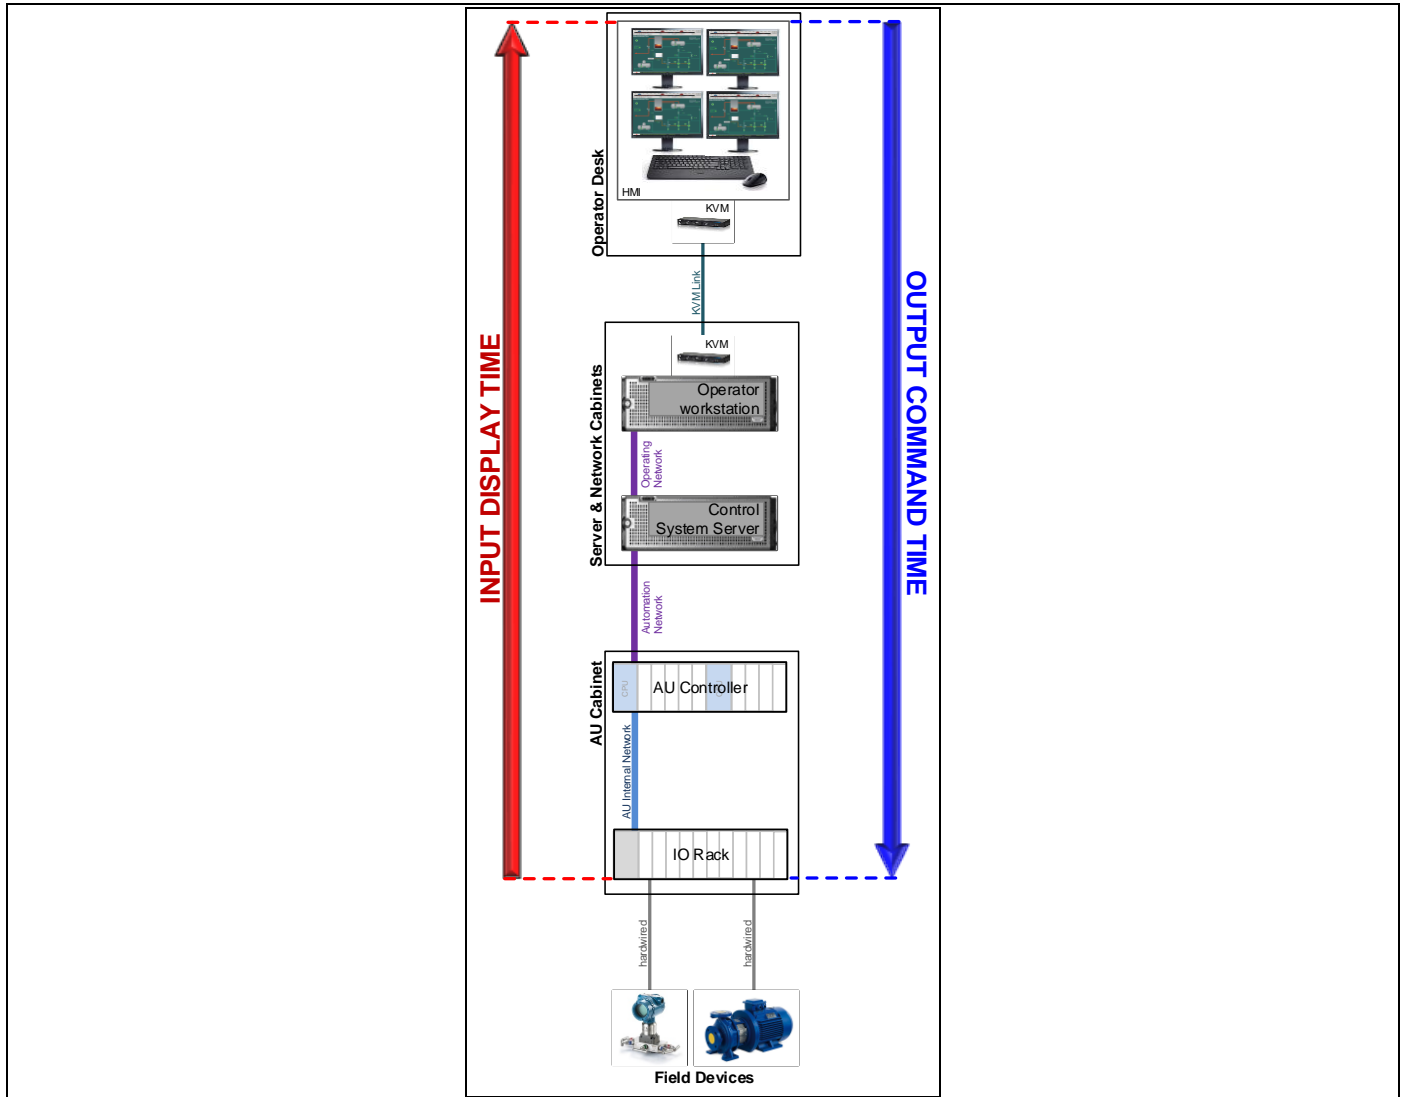 Operator Desk
HMI
KVM
KVM Link
INPUT DISPLAY TIME
OUTPUT COMMAND TIME
Server & Network Cabinets
KVM
Operator
workstation
Operating
Network
Control
System Server
Automation
Network
AU Cabinet
CPU
AU Controller
AU Internal Network
IO Rack
hardwired
hardwired
Field Devices